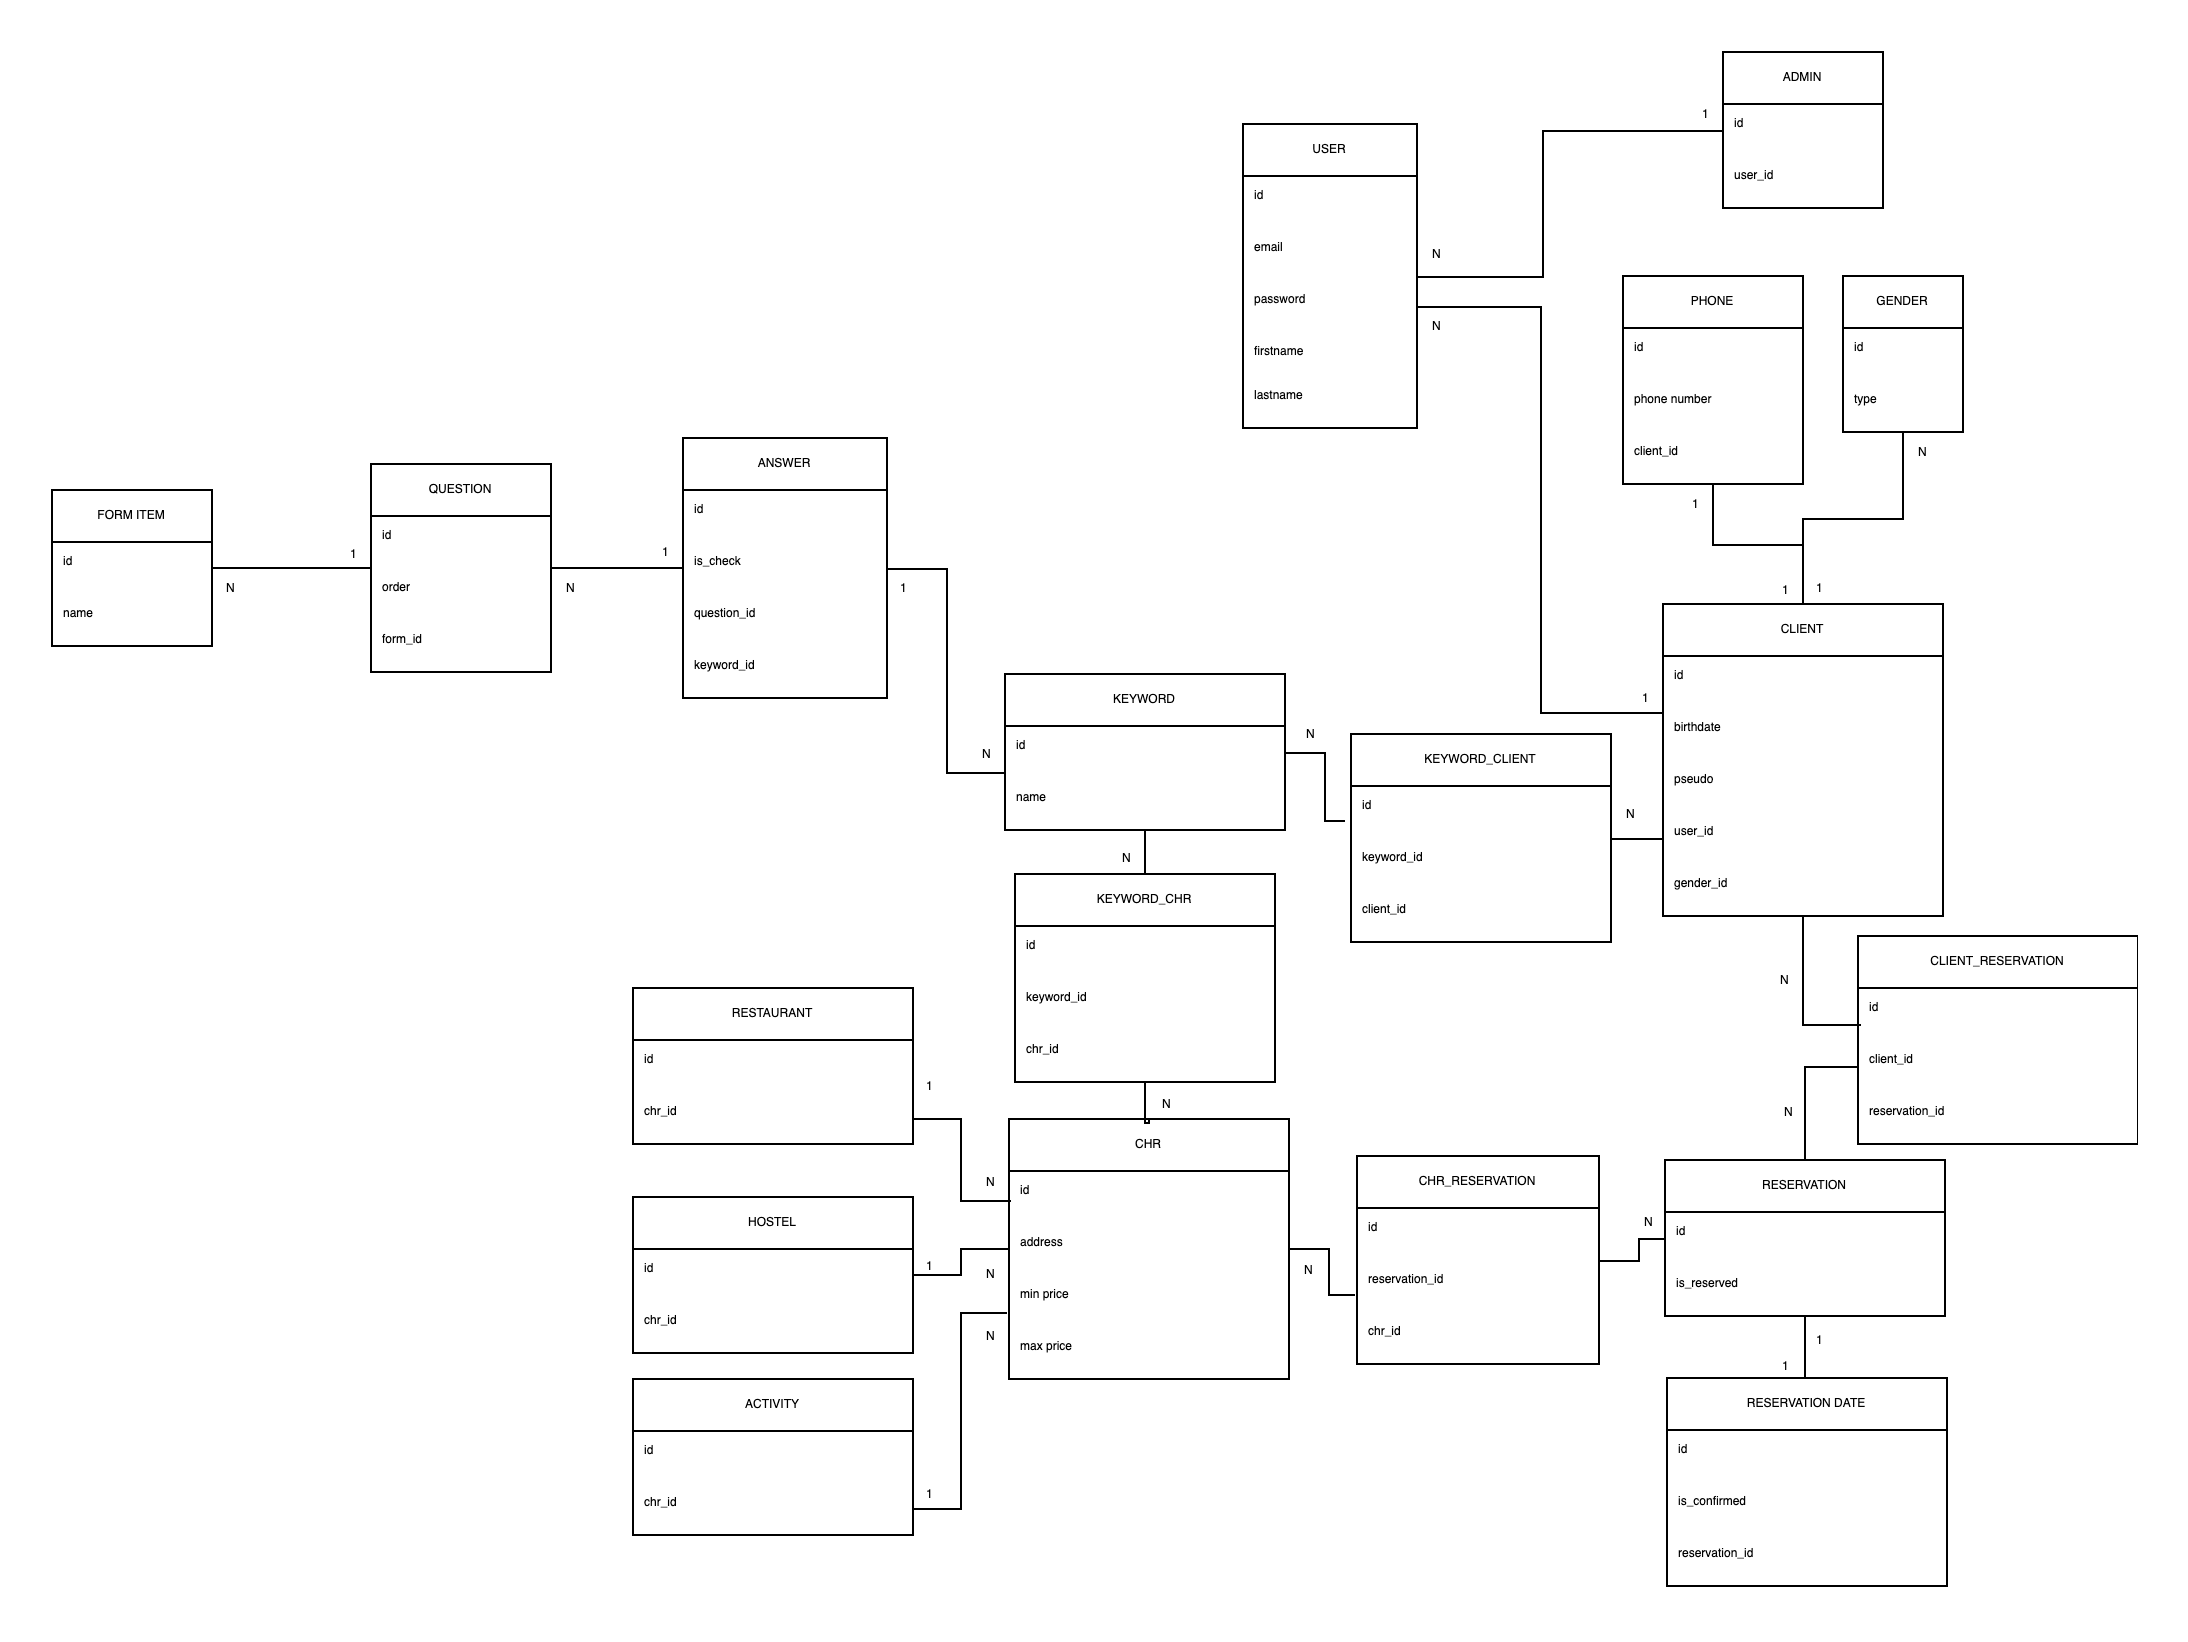 ADMIN
id
user_id
1
USER
id
email
password
firstname
lastname
N
N
PHONE
id
phone number
client_id
1
GENDER
id
type
N
FORM ITEM
id
name
N
1
QUESTION
id
order
form_id
N
1
ANSWER
id
is_check
question_id
keyword_id
1
N
KEYWORD
id
name
N
N
1
1
1
CLIENT
id
birthdate
pseudo
user_id
gender_id
KEYWORD_CLIENT
id
keyword_id
client_id
N
KEYWORD_CHR
id
keyword_id
chr_id
N
N
CLIENT_RESERVATION
id
client_id
reservation_id
N
RESTAURANT
id
chr_id
1
HOSTEL
id
chr_id
1
ACTIVITY
id
chr_id
1
N
N
N
CHR
id
address
min price
max price
N
CHR_RESERVATION
id
reservation_id
chr_id
N
RESERVATION
id
is_reserved
1
1
RESERVATION DATE
id
is_confirmed
reservation_id